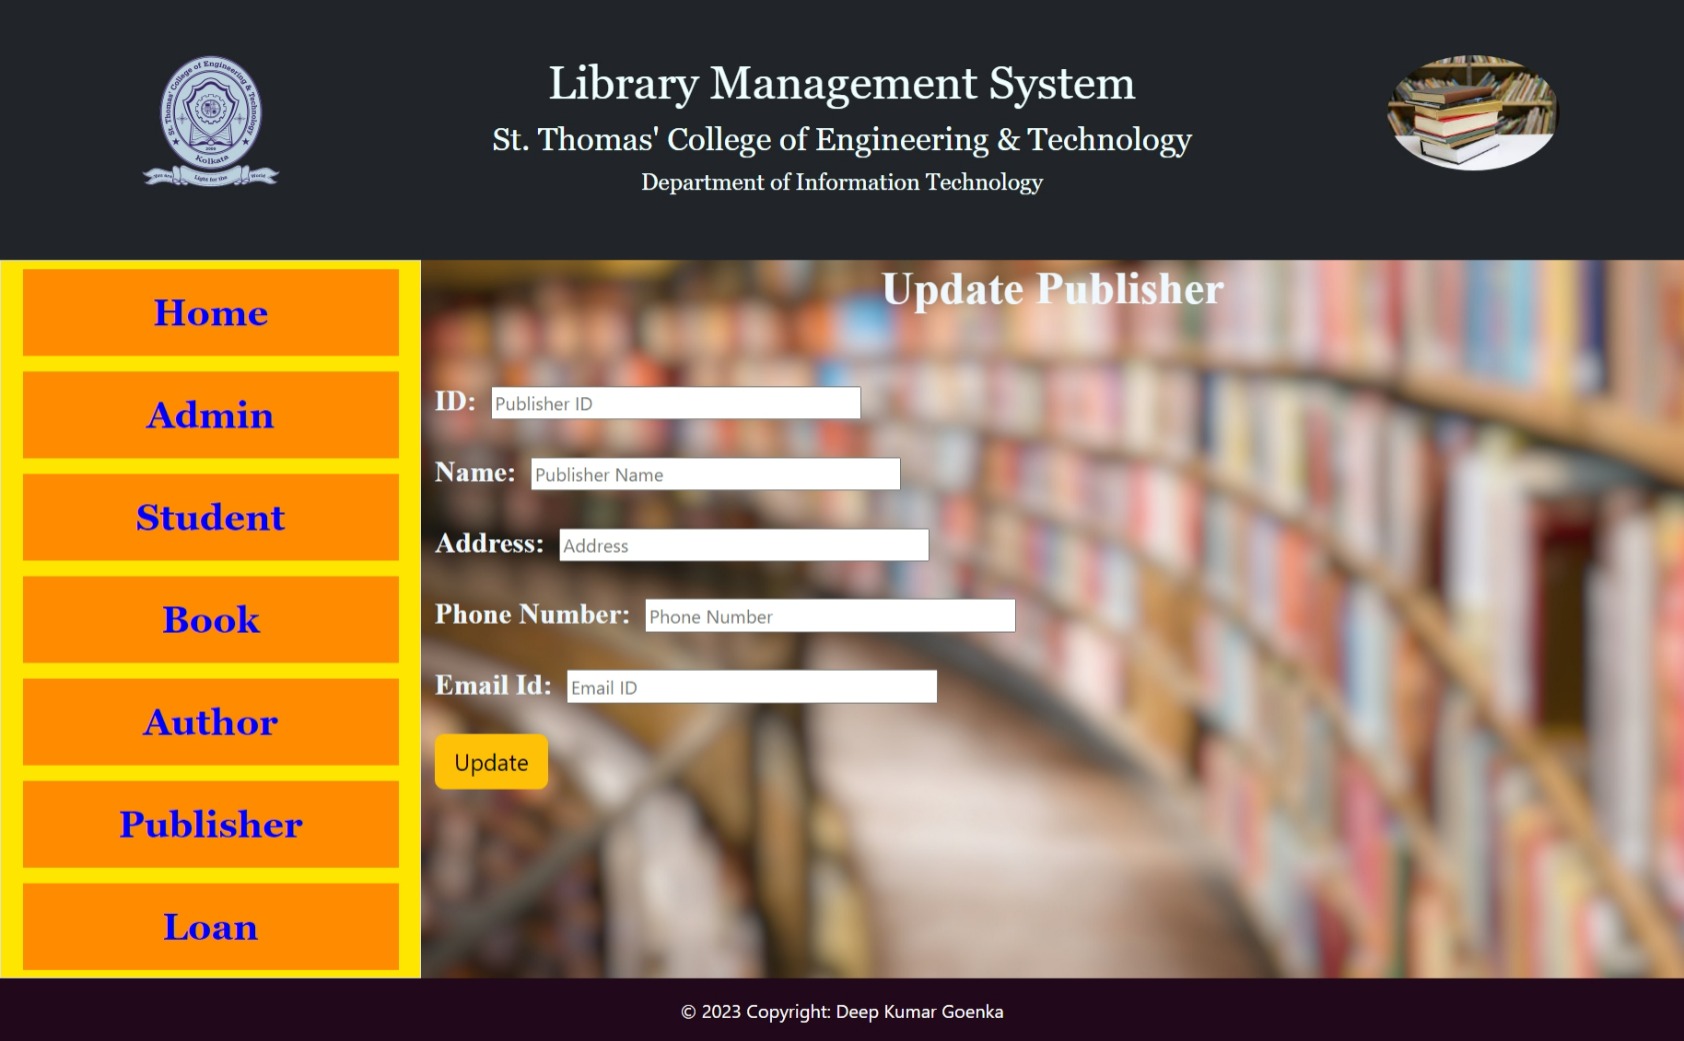 St. Thomas' College of Engineering & Technology
Kolkata
Library Management System
St. Thomas' College of Engineering & Technology
Department of Information Technology
Home
Admin
Student
Book
Author
Publisher
Loan
Update Publisher
ID: Publisher ID
Name: Publisher Name
Address: Address
Phone Number: Phone Number
Email Id: Email ID
Update
© 2023 Copyright: Deep Kumar Goenka